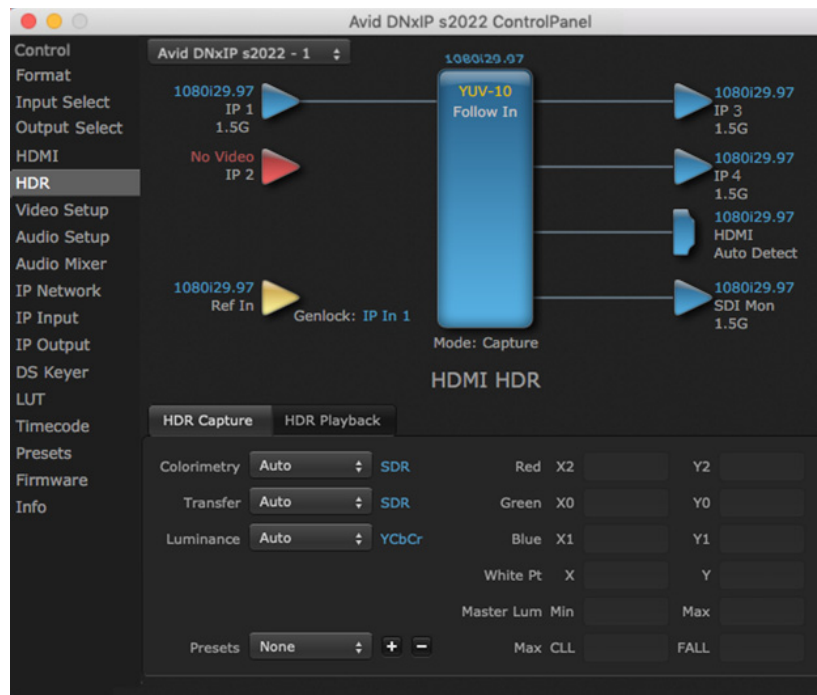 Avid DNxIP s2022 ControlPanel
Control
Format
Input Select
Output Select
HDMI
HDR
Video Setup
Audio Setup
Audio Mixer
IP Network
IP Input
IP Output
DS Keyer
LUT
Timecode
Presets
Firmware
Info
Avid DNxIP s2022 - 1
1080i29.97
IP 1
1.5G
No Video
IP 2
1080i29.97
Ref In
Genlock: IP In 1
1080i29.97
YUV-10
Follow In
Mode: Capture
1080i29.97
IP 3
1.5G
1080i29.97
IP 4
1.5G
1080i29.97
HDMI
Auto Detect
1080i29.97
SDI Mon
1.5G
HDMI HDR
HDR Capture HDR Playback
Colorimetry Auto SDR Red X2 Y2
Transfer Auto SDR Green X0 Y0
Luminance Auto YCbCr Blue X1 Y1
White Pt X Y
Master Lum Min Max
Presets None + - Max CLL FALL